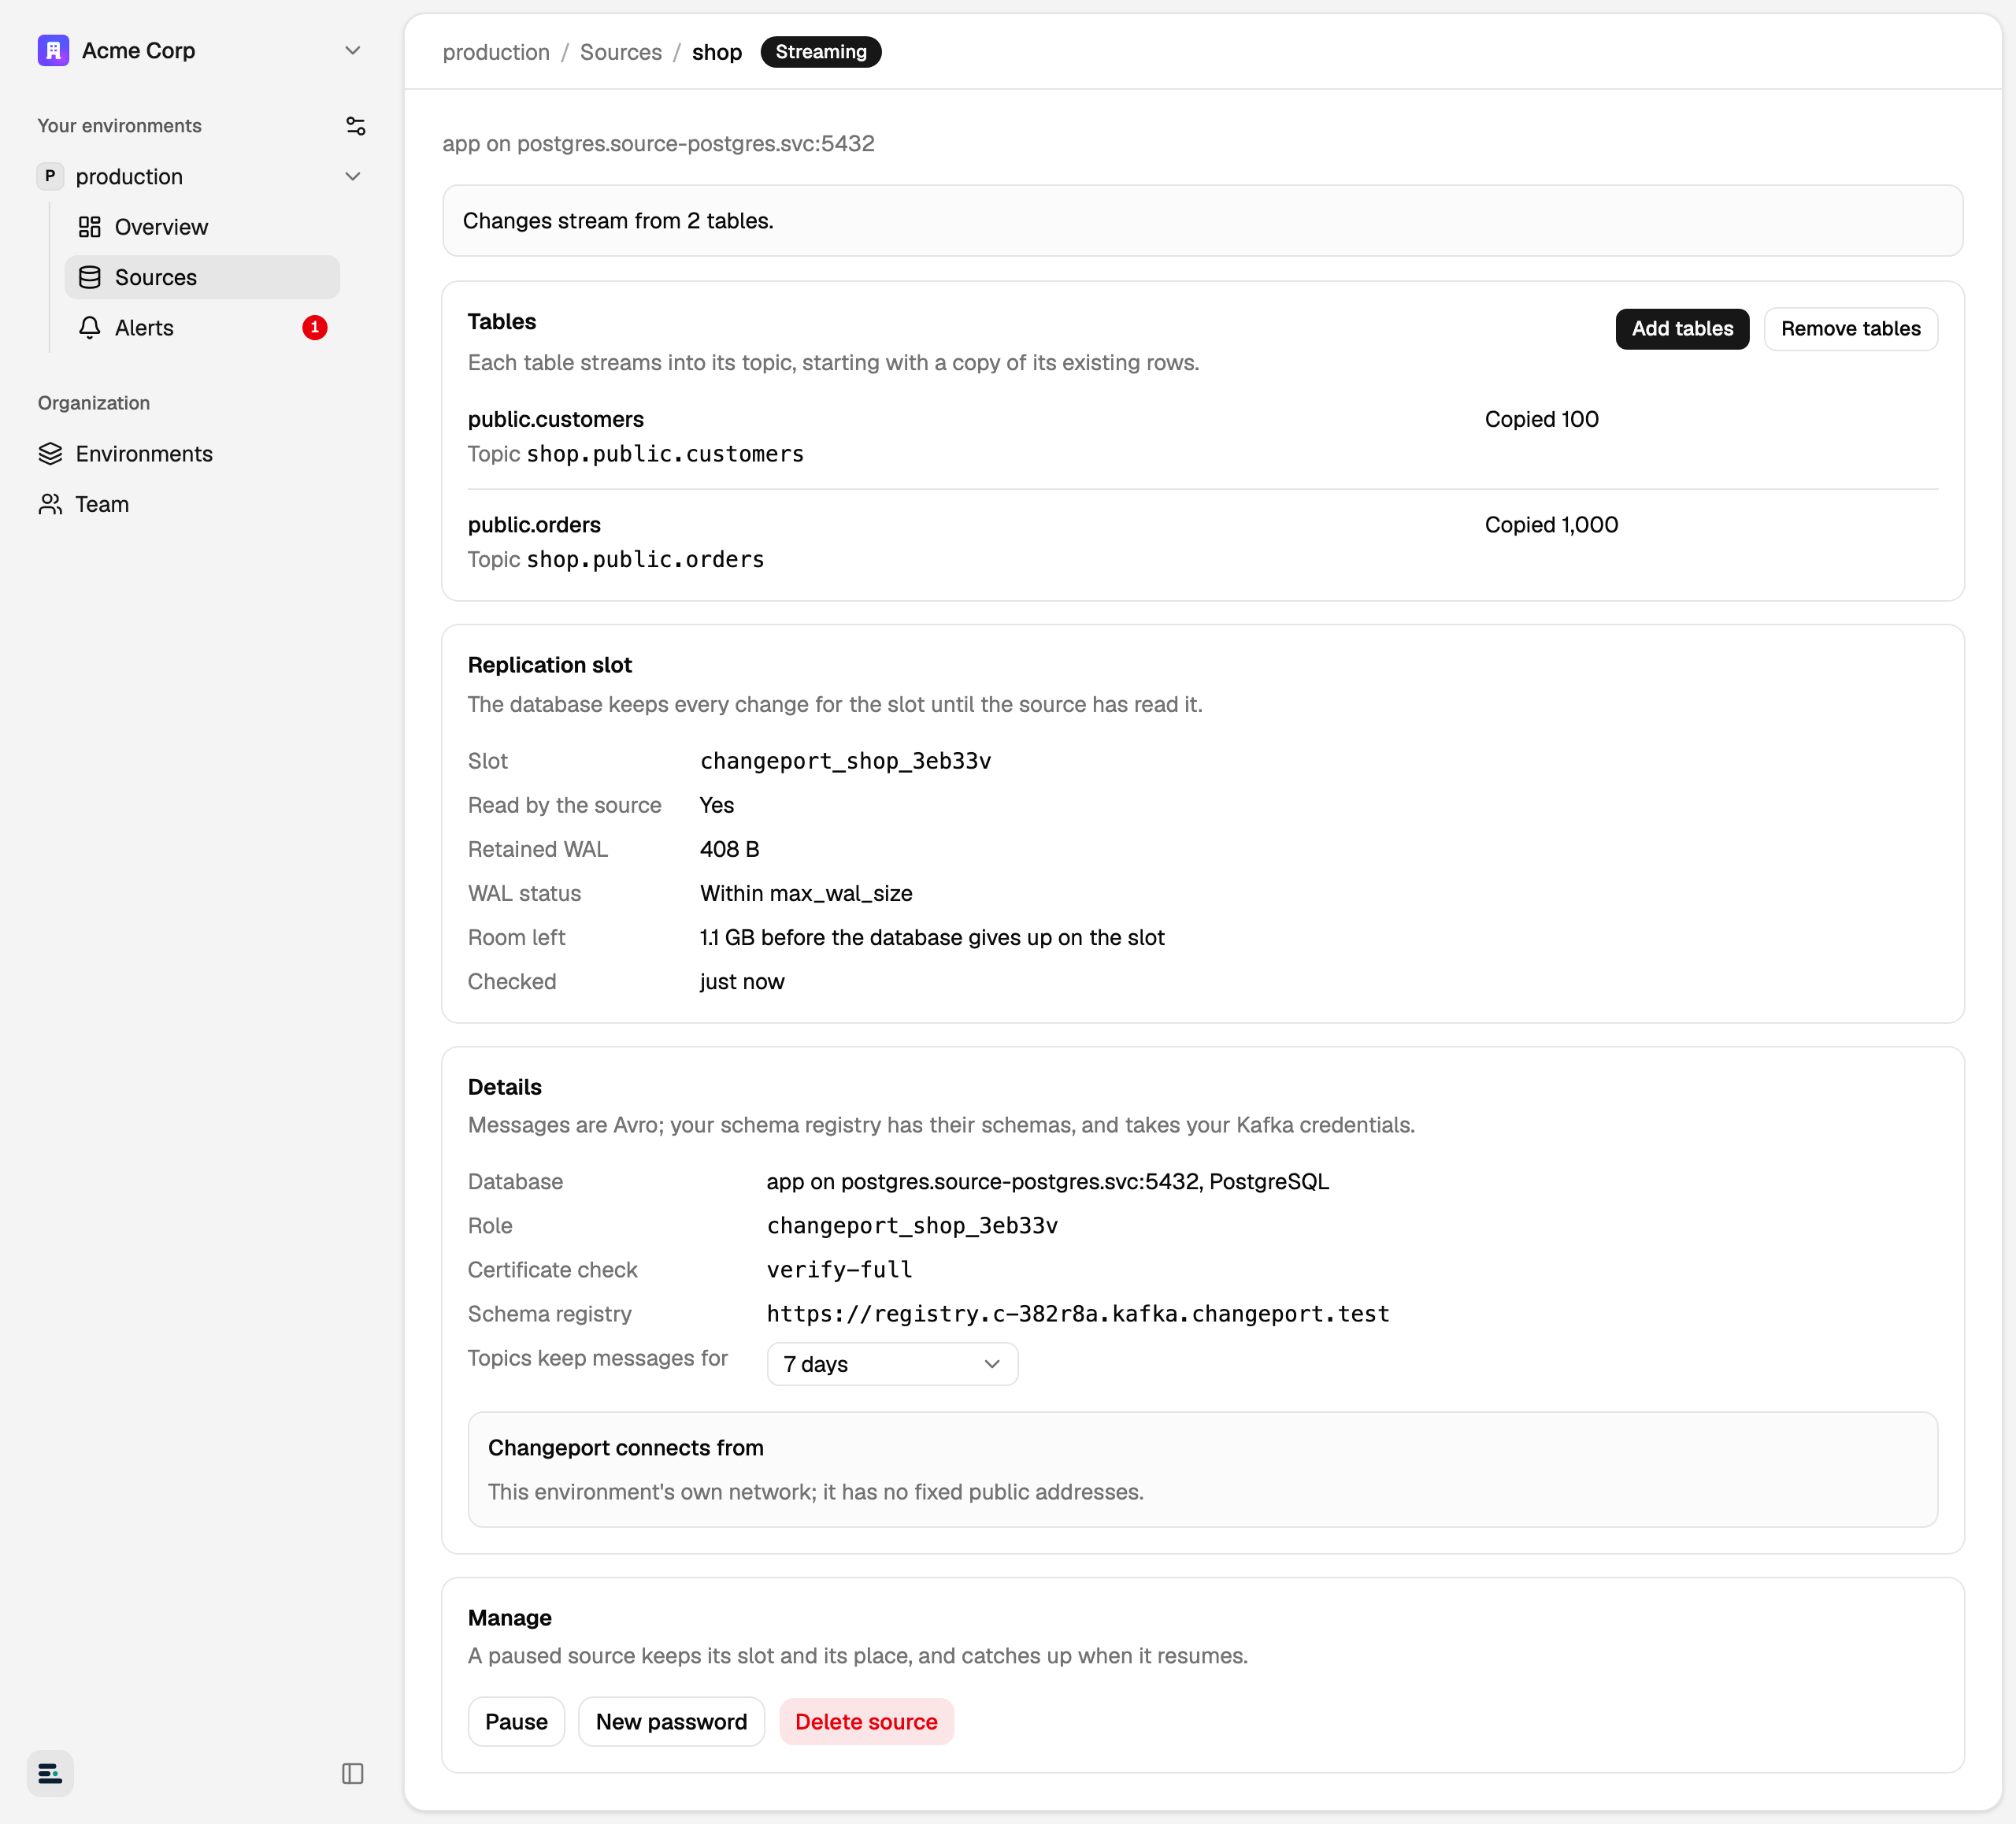 Acme Corp
Your environments
P production
Overview
Sources
Alerts 1
Organization
Environments
Team
production / Sources / shop Streaming
app on postgres.source-postgres.svc:5432
Changes stream from 2 tables.
Tables
Add tables Remove tables
Each table streams into its topic, starting with a copy of its existing rows.
public.customers Copied 100
Topic shop.public.customers
public.orders Copied 1,000
Topic shop.public.orders
Replication slot
The database keeps every change for the slot until the source has read it.
Slot changeport_shop_3eb33v
Read by the source Yes
Retained WAL 408 B
WAL status Within max_wal_size
Room left 1.1 GB before the database gives up on the slot
Checked just now
Details
Messages are Avro; your schema registry has their schemas, and takes your Kafka credentials.
Database app on postgres.source-postgres.svc:5432, PostgreSQL
Role changeport_shop_3eb33v
Certificate check verify-full
Schema registry https://registry.c-382r8a.kafka.changeport.test
Topics keep messages for 7 days
Changeport connects from
This environment's own network; it has no fixed public addresses.
Manage
A paused source keeps its slot and its place, and catches up when it resumes.
Pause New password Delete source